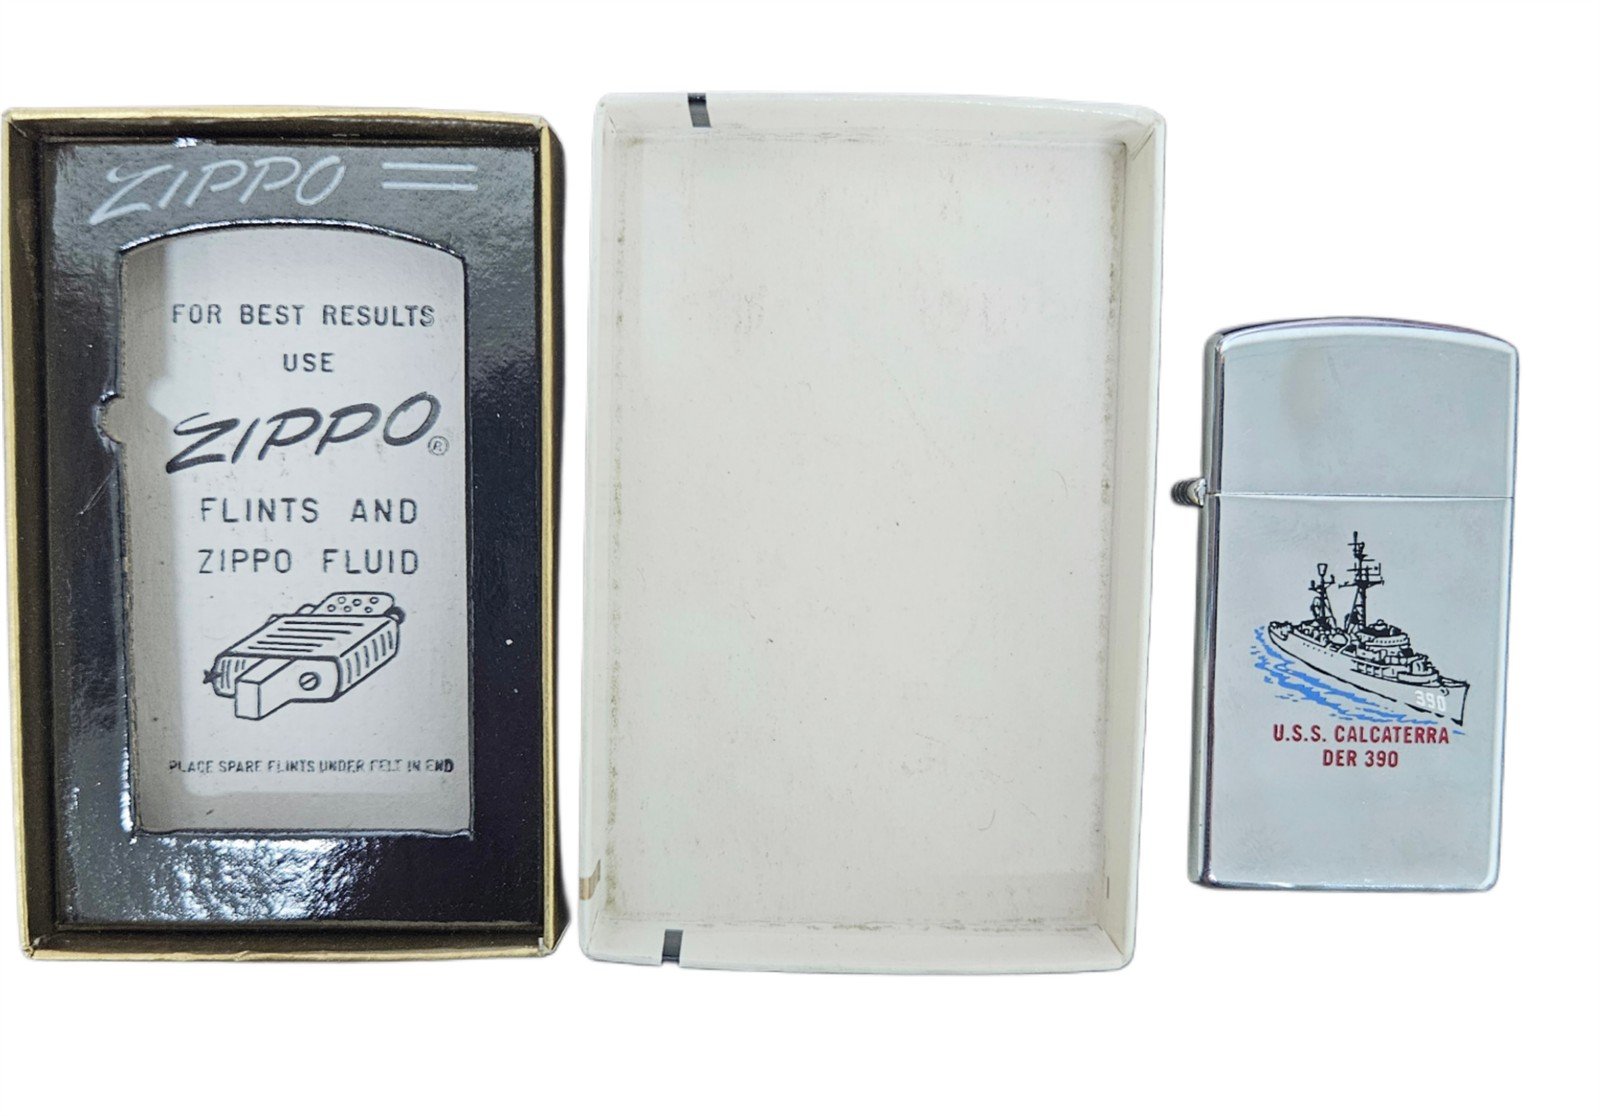 ZIPPO
FOR BEST RESULTS
USE
ZIPPO®
FLINTS AND
ZIPPO FLUID
PLACE SPARE FLINTS UNDER FELT IN END
390
U.S.S. CALCATERRA
DER 390